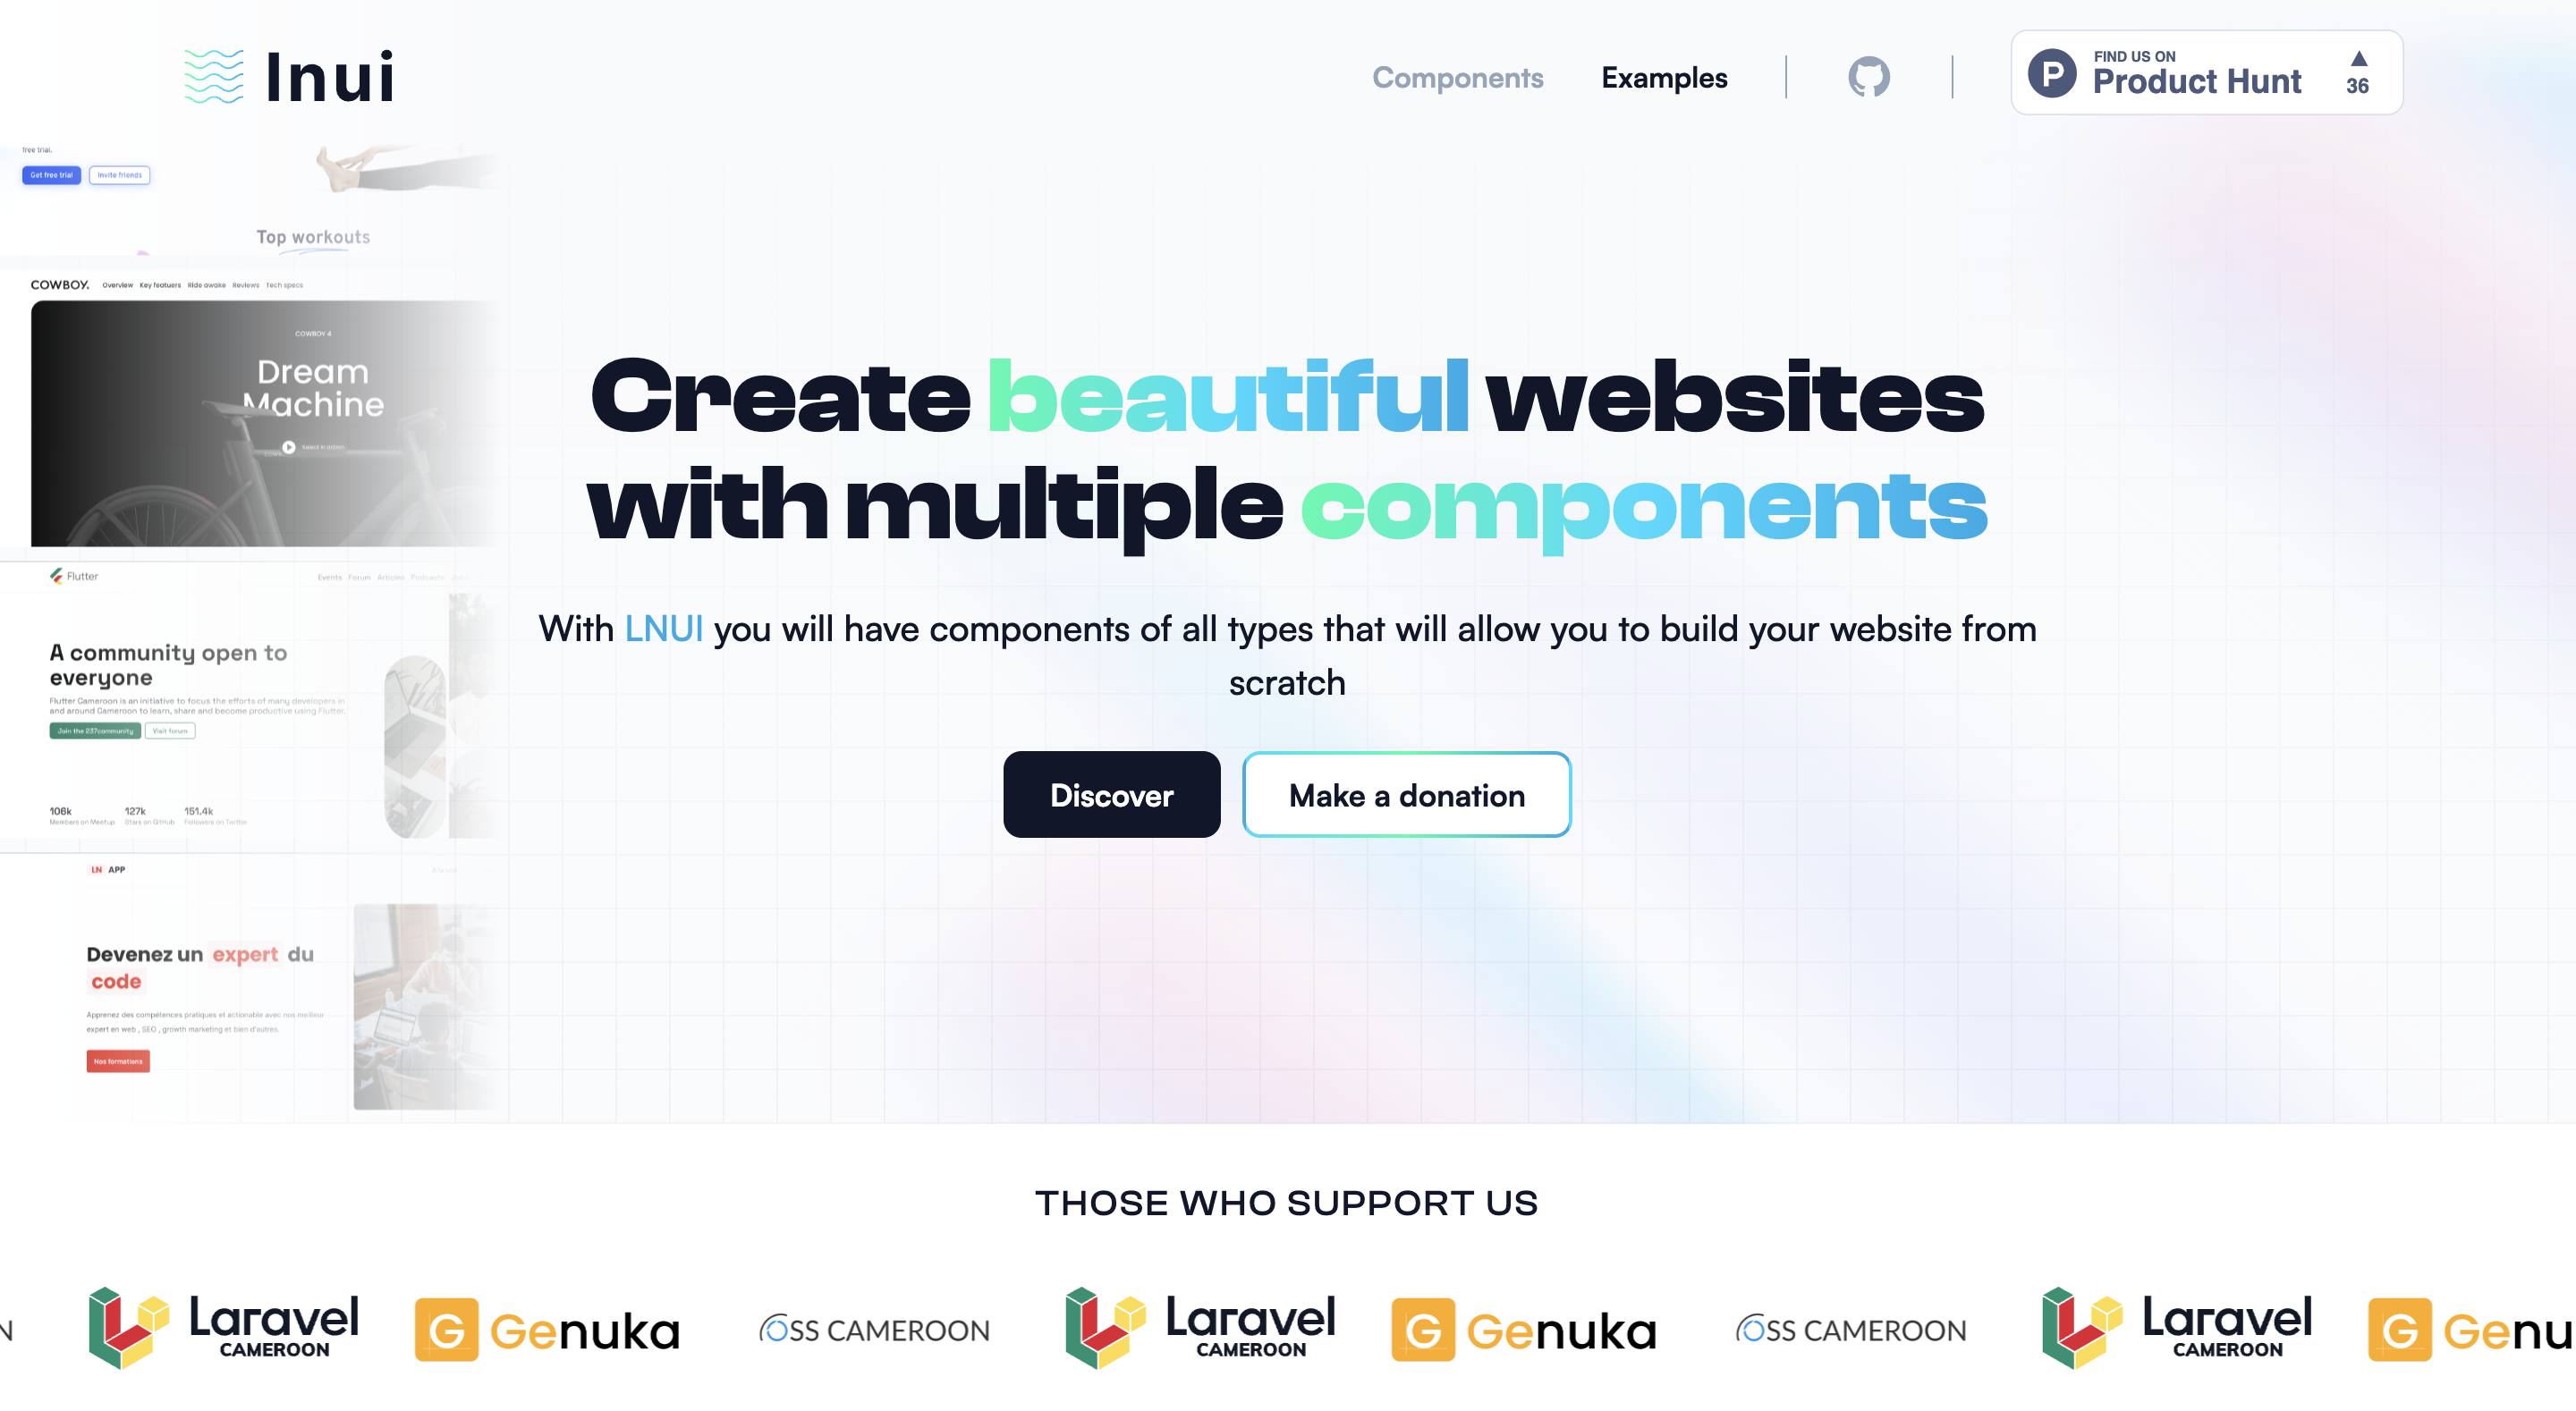 lnui
Components
Examples
FIND US ON
Product Hunt
36
free trial.
Get free trial
Invite friends
Top workouts
COWBOY.
Overview Key featuers Ride awake Reviews Tech specs
COWBOY 4
Dream
Machine
Select in action
Create beautiful websites
with multiple components
With LNUI you will have components of all types that will allow you to build your website from
scratch
Discover
Make a donation
Flutter
Events Forum Articles Podcasts
A community open to
everyone
Flutter Cameroon is an initiative to focus the efforts of many developers in
and around Cameroon to learn, share and become productive using Flutter.
Join the 237community
Visit forum
106k 127k 151.4k
Members on Meetup Stars on GitHub Followers on Twitter
LN APP
Devenez un expert du
code
Apprenez des compétences pratiques et actionable avec nos meilleur
expert en web , SEO , growth marketing et bien d'autres.
Nos formations
THOSE WHO SUPPORT US
N
Laravel
CAMEROON
Genuka
OSS CAMEROON
Laravel
CAMEROON
Genuka
OSS CAMEROON
Laravel
CAMEROON
Genu